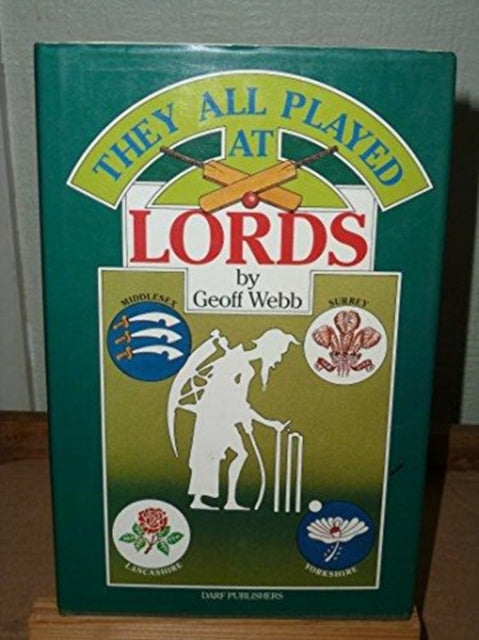 THEY ALL PLAYED
AT
LORDS
by
Geoff Webb
MIDDLESEX
SURREY
LANCASHIRE
YORKSHIRE
DARF PUBLISHERS